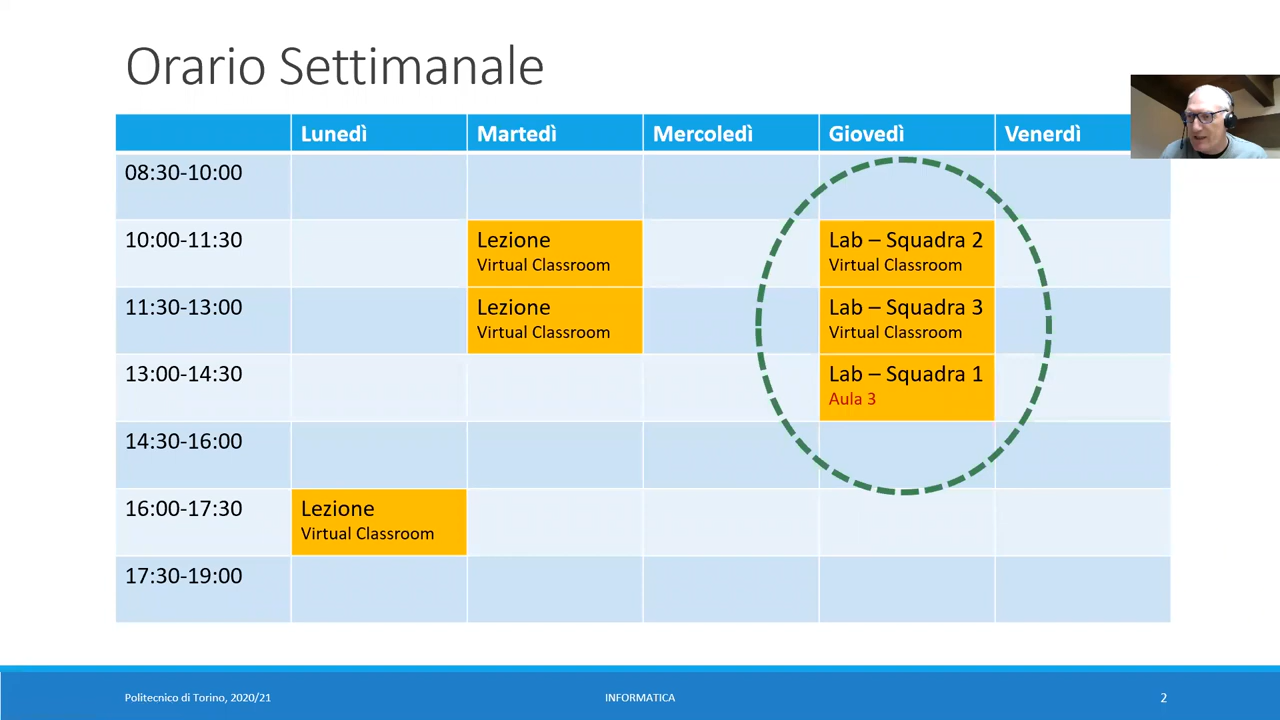 Orario Settimanale
Lunedì Martedì Mercoledì Giovedì Venerdì
08:30-10:00
10:00-11:30
Lezione
Virtual Classroom
Lab – Squadra 2
Virtual Classroom
11:30-13:00
Lezione
Virtual Classroom
Lab – Squadra 3
Virtual Classroom
13:00-14:30
Lab – Squadra 1
Aula 3
14:30-16:00
16:00-17:30
Lezione
Virtual Classroom
17:30-19:00
Politecnico di Torino, 2020/21 INFORMATICA 2